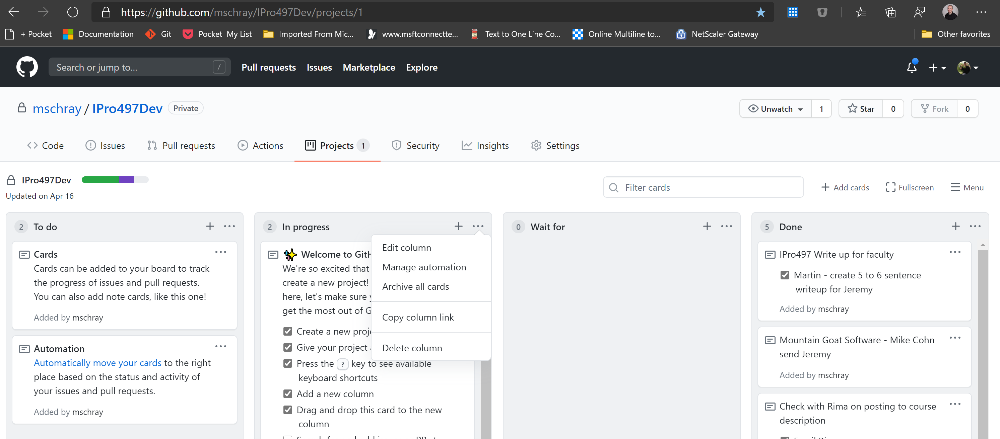 https://github.com/mschray/IPro497Dev/projects/1
+ Pocket Documentation Git Pocket My List Imported From Mic... www.msftconnectte... Text to One Line Co... Online Multiline to... NetScaler Gateway Other favorites
Search or jump to... / Pull requests Issues Marketplace Explore
mschray / IPro497Dev Private Unwatch 1 Star 0 Fork 0
Code Issues Pull requests Actions Projects 1 Security Insights Settings
IPro497Dev
Updated on Apr 16
Filter cards + Add cards Fullscreen Menu
2 To do + ...
Cards ...
Cards can be added to your board to track
the progress of issues and pull requests.
You can also add note cards, like this one!
Added by mschray
Automation ...
Automatically move your cards to the right
place based on the status and activity of
your issues and pull requests.
Added by mschray
2 In progress + ...
✨ Welcome to GitH
We're so excited that
create a new project!
here, let's make sure
get the most out of G
Create a new proje
Give your project
Press the ? key to see available
keyboard shortcuts
Add a new column
Drag and drop this card to the new
column
Search for and add issues or PRs to
Edit column
Manage automation
Archive all cards
Copy column link
Delete column
0 Wait for + ...
5 Done + ...
IPro497 Write up for faculty ...
Martin - create 5 to 6 sentence
writeup for Jeremy
Added by mschray
Mountain Goat Software - Mike Cohn ...
send Jeremy
Added by mschray
Check with Rima on posting to course ...
description